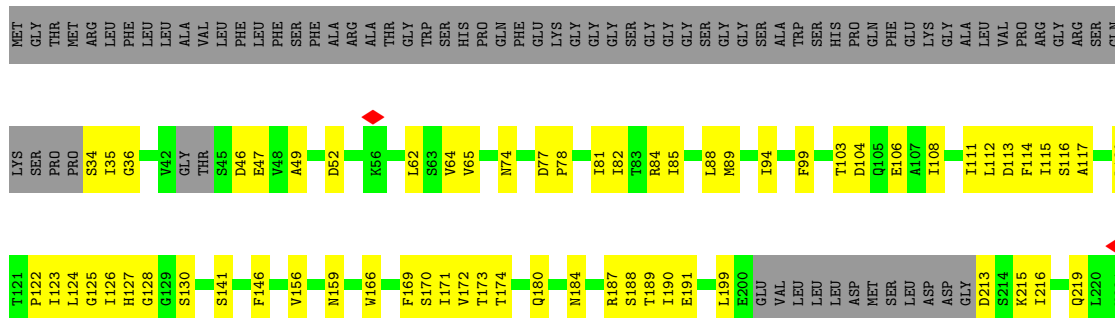 MET GLY THR MET ARG LEU LEU PHE LEU LEU ALA VAL LEU PHE LEU PHE SER PHE ALA ARG ALA THR GLY TRP SER HIS PRO GLN PHE GLU LYS GLY GLY GLY SER GLY GLY GLY SER GLY GLY SER ALA TRP SER HIS PRO GLN PHE GLU LYS GLY ALA LEU VAL PRO ARG GLY ARG SER GLN
LYS SER PRO PRO S34 I35 G36 V42 GLY THR S45 D46 E47 V48 A49 D52 K56 L62 S63 V64 V65 N74 D77 P78 I81 I82 T83 R84 I85 L88 M89 I94 F99 T103 D104 Q105 E106 A107 I108 I111 L112 D113 F114 I115 S116 A117
T121 P122 I123 L124 G125 I126 H127 G128 G129 S130 S141 F146 V156 N159 W166 F169 S170 I171 V172 T173 T174 Q180 N184 R187 S188 T189 I190 E191 L199 E200 GLU VAL LEU LEU LEU ASP MET SER LEU ASP ASP GLY D213 S214 K215 I216 Q219 L220